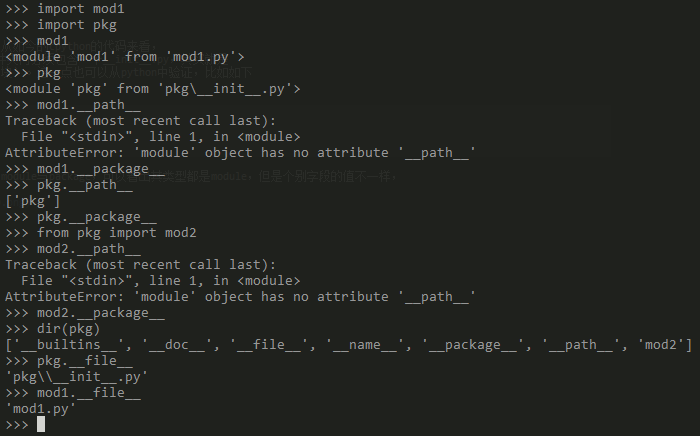 >>> import mod1
>>> import pkg
>>> mod1
<module 'mod1' from 'mod1.py'>
>>> pkg
<module 'pkg' from 'pkg\__init__.py'>
>>> mod1.__path__
Traceback (most recent call last):
  File "<stdin>", line 1, in <module>
AttributeError: 'module' object has no attribute '__path__'
>>> mod1.__package__
>>> pkg.__path__
['pkg']
>>> pkg.__package__
>>> from pkg import mod2
>>> mod2.__path__
Traceback (most recent call last):
  File "<stdin>", line 1, in <module>
AttributeError: 'module' object has no attribute '__path__'
>>> mod2.__package__
>>> dir(pkg)
['__builtins__', '__doc__', '__file__', '__name__', '__package__', '__path__', 'mod2']
>>> pkg.__file__
'pkg\\__init__.py'
>>> mod1.__file__
'mod1.py'
>>>